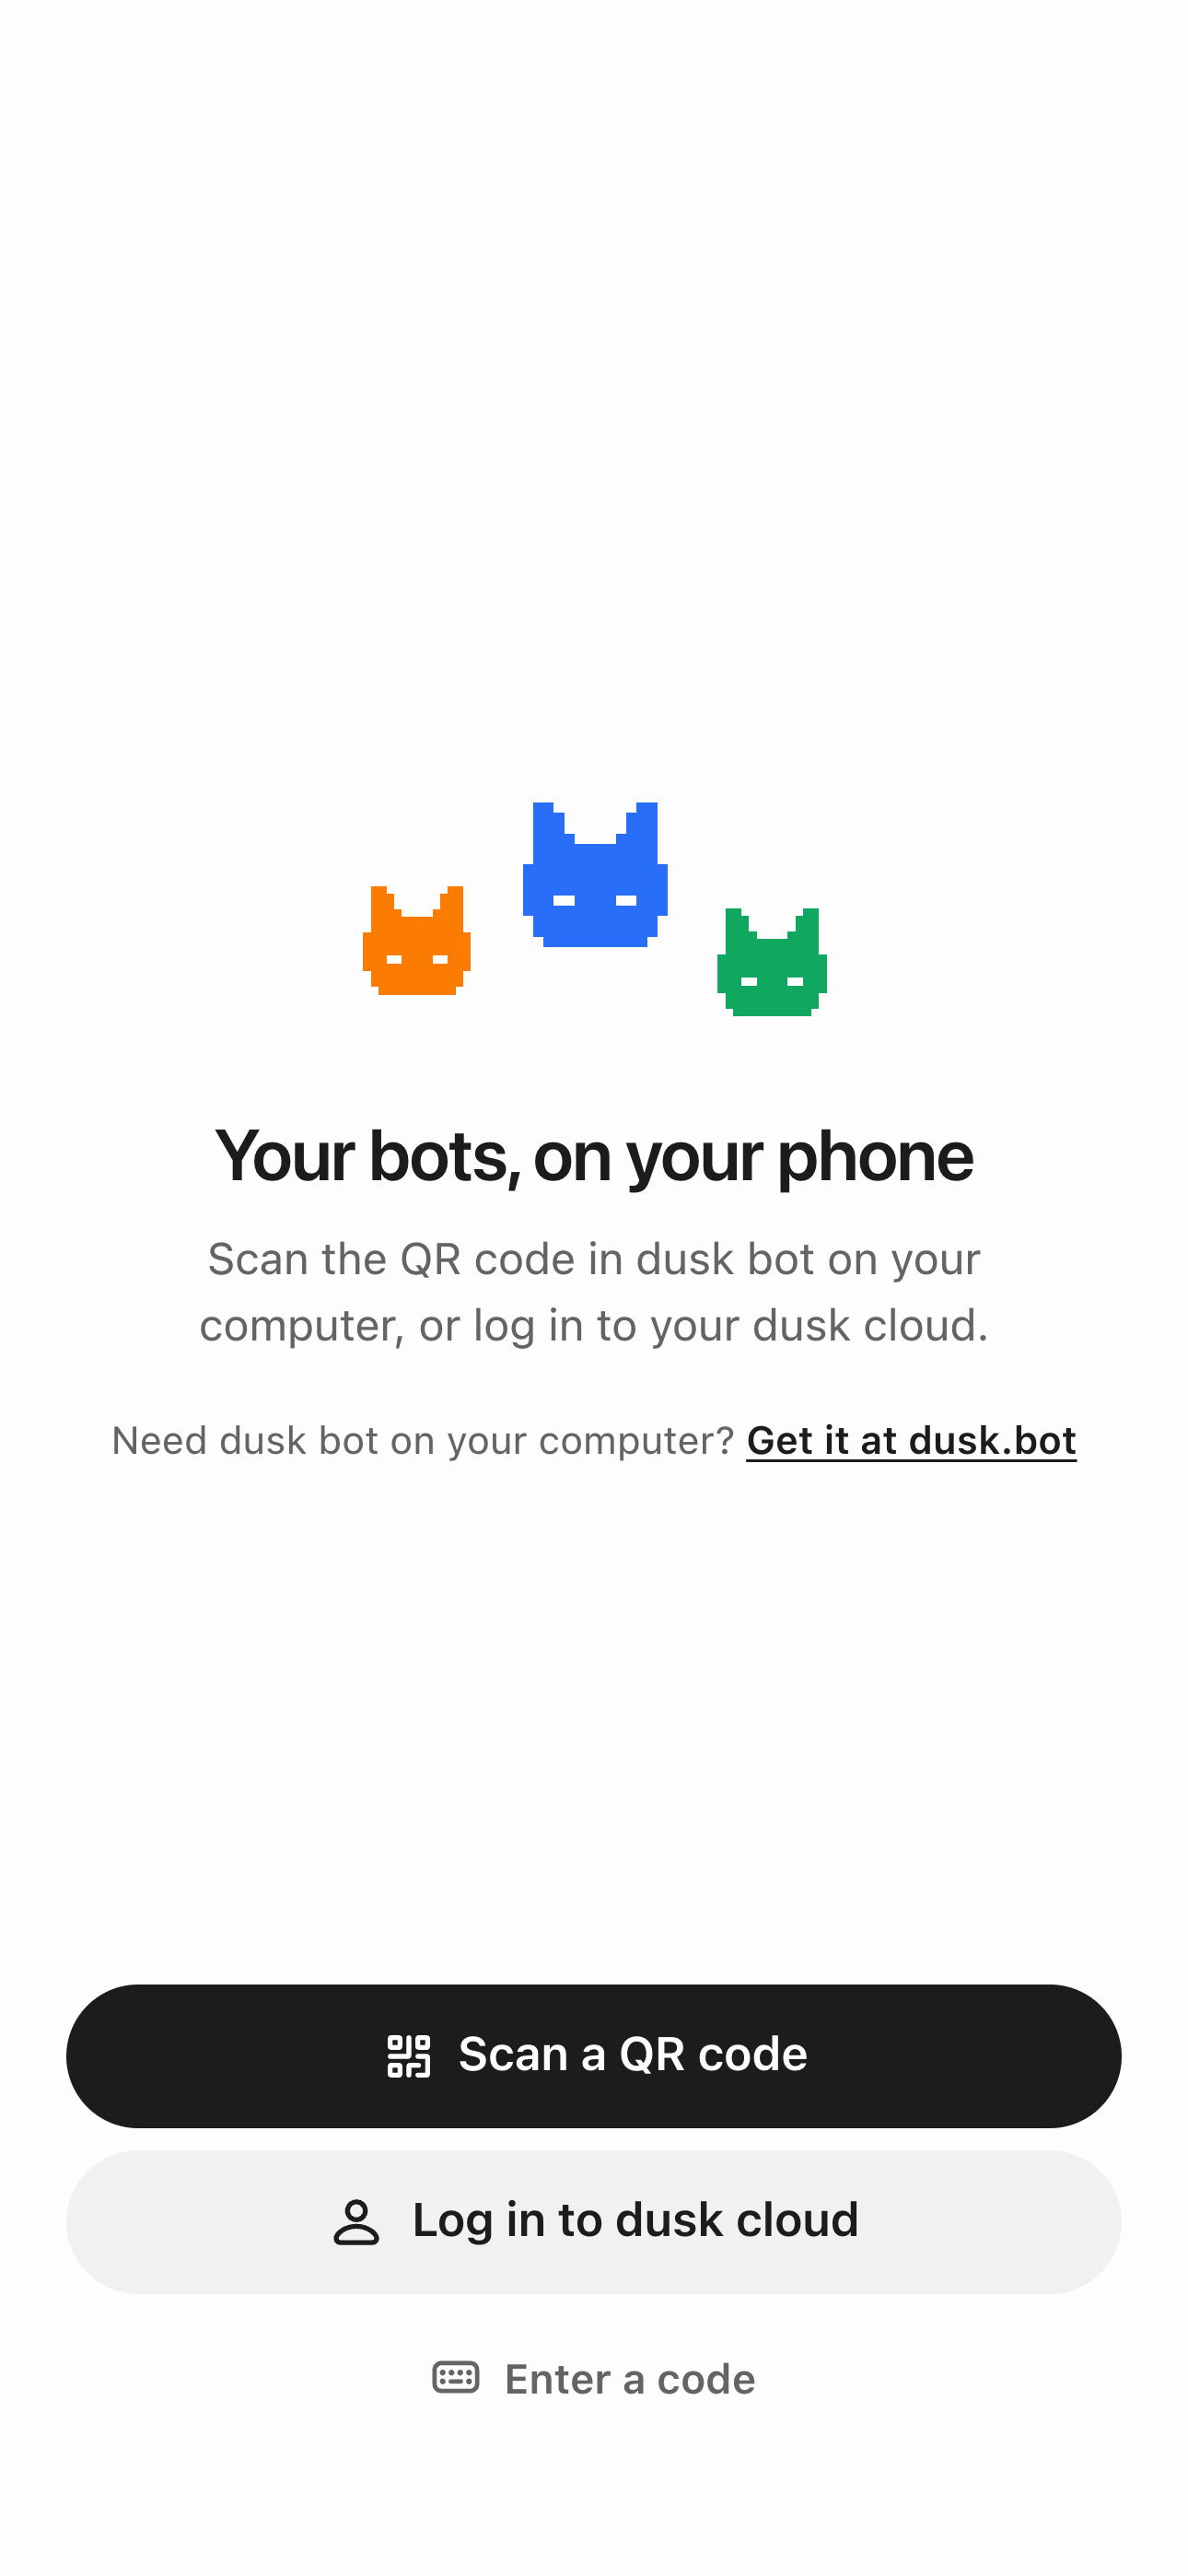 Your bots, on your phone
Scan the QR code in dusk bot on your
computer, or log in to your dusk cloud.
Need dusk bot on your computer? Get it at dusk.bot
Scan a QR code
Log in to dusk cloud
Enter a code